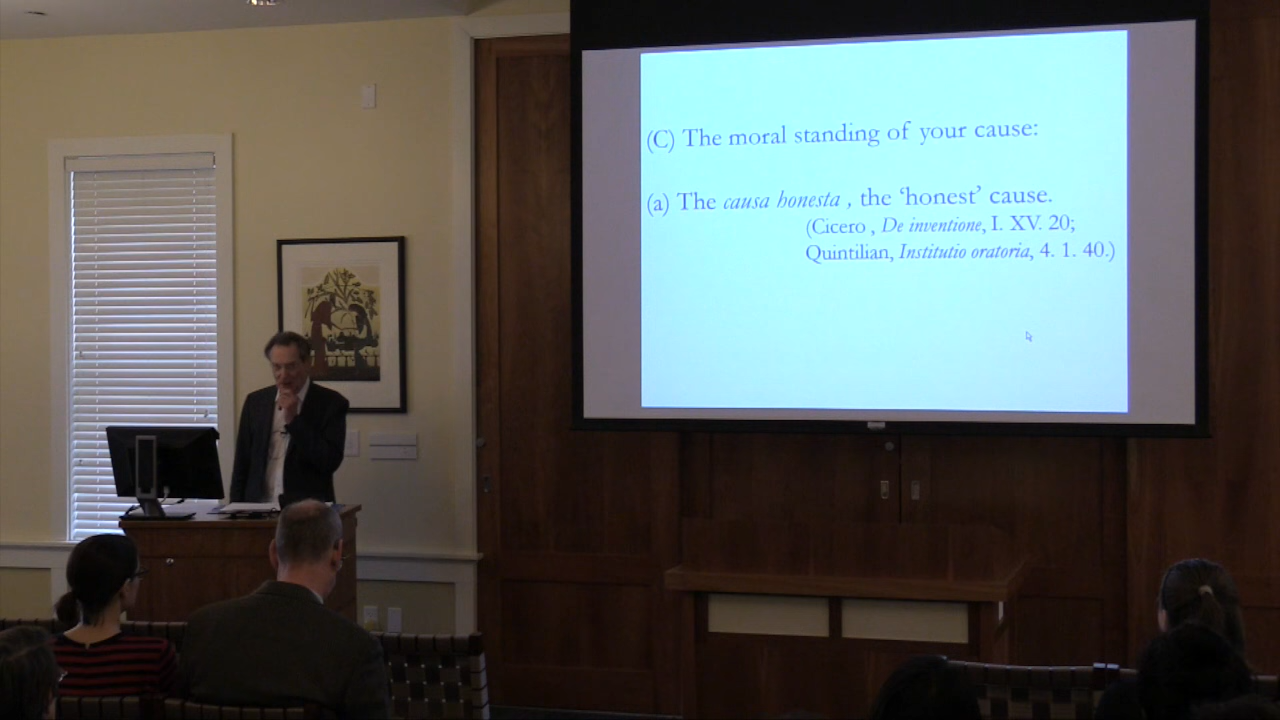 (C) The moral standing of your cause:
(a) The causa honesta , the ‘honest’ cause.
(Cicero , De inventione, I. XV. 20;
Quintilian, Institutio oratoria, 4. 1. 40.)